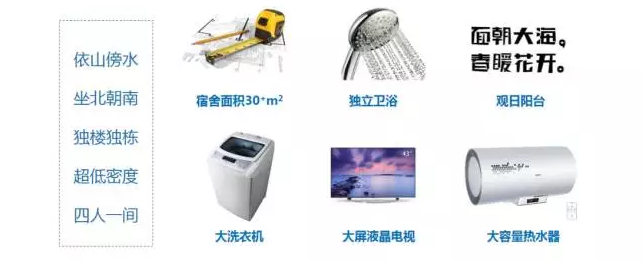 依山傍水
坐北朝南
独楼独栋
超低密度
四人一间
宿舍面积30⁺m²
独立卫浴
面朝大海。
春暖花开。
观日阳台
大洗衣机
43"
大屏液晶电视
大容量热水器